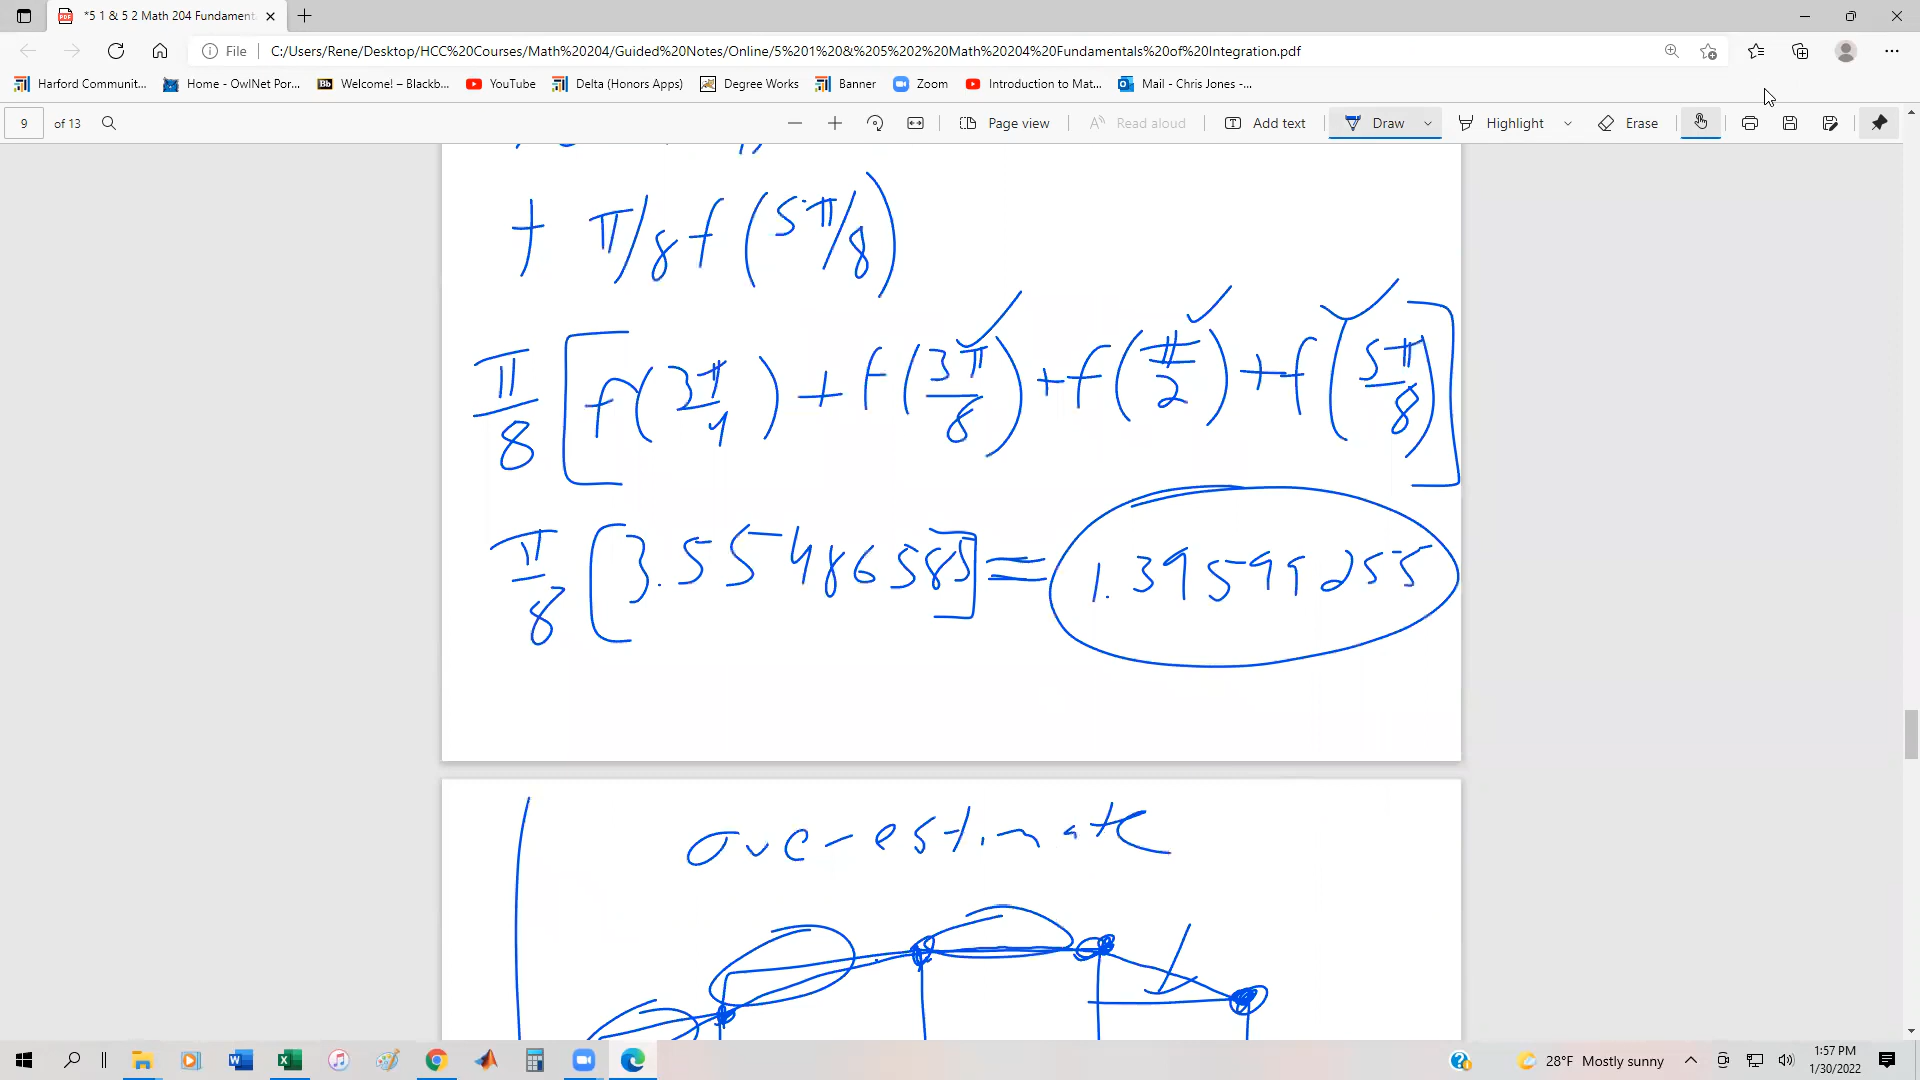 *5 1 & 5 2 Math 204 Fundament
File C:/Users/Rene/Desktop/HCC%20Courses/Math%20204/Guided%20Notes/Online/5%201%20&%205%202%20Math%20204%20Fundamentals%20of%20Integration.pdf
Harford Communit... Home - OwlNet Por... Bb Welcome! – Blackb... YouTube Delta (Honors Apps) Degree Works Banner Zoom Introduction to Mat... Mail - Chris Jones -...
9 of 13 Page view Read aloud Add text Draw Highlight Erase
+ π/8 f (5π/8)
π/8 [f(3π/4) + f(3π/8) + f(π/2) + f(5π/8)]
π/8 [3.55486585] = 1.395599255
overestimate
28°F Mostly sunny 1:57 PM
1/30/2022